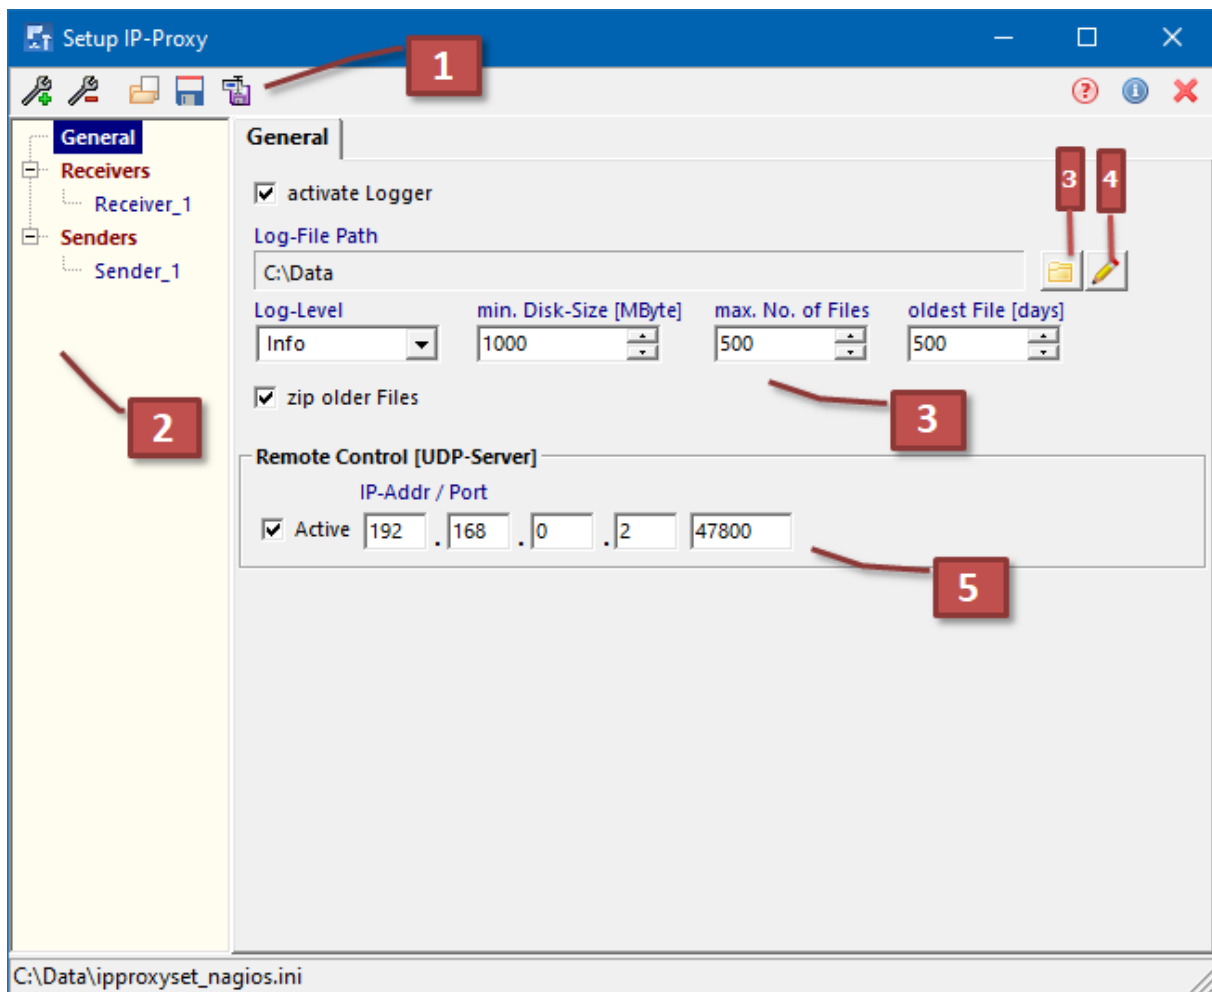 Setup IP-Proxy
1
General
Receivers
Receiver_1
Senders
Sender_1
2
General
activate Logger
3
4
Log-File Path
C:\Data
Log-Level
min. Disk-Size [MByte]
max. No. of Files
oldest File [days]
Info
1000
500
500
zip older Files
3
Remote Control [UDP-Server]
IP-Addr / Port
Active 192 . 168 . 0 . 2 47800
5
C:\Data\ipproxyset_nagios.ini